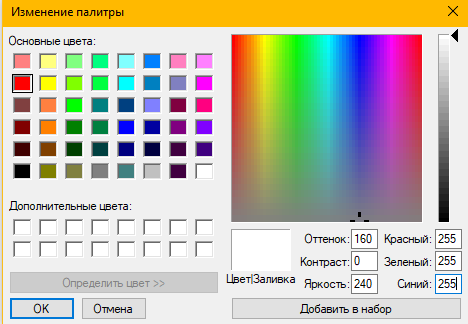 Изменение палитры
Основные цвета:
Дополнительные цвета:
Определить цвет >>
OK
Отмена
Цвет|Заливка
Оттенок: 160
Контраст: 0
Яркость: 240
Красный: 255
Зеленый: 255
Синий: 255
Добавить в набор